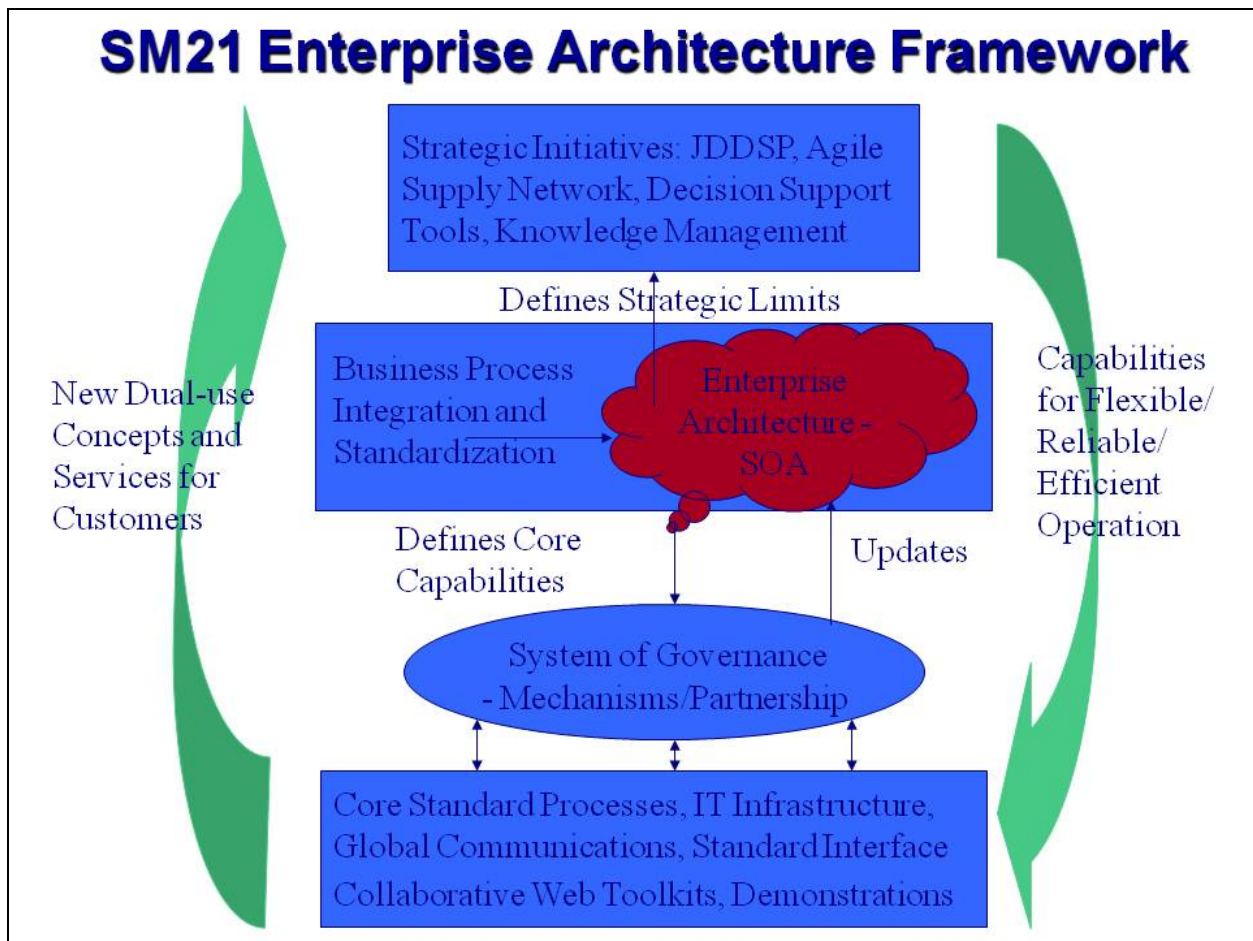 SM21 Enterprise Architecture Framework
Strategic Initiatives: JDDSP, Agile
Supply Network, Decision Support
Tools, Knowledge Management
Defines Strategic Limits
Business Process
Integration and
Standardization
Enterprise
Architecture -
SOA
New Dual-use
Concepts and
Services for
Customers
Capabilities
for Flexible/
Reliable/
Efficient
Operation
Defines Core
Capabilities
Updates
System of Governance
- Mechanisms/Partnership
Core Standard Processes, IT Infrastructure,
Global Communications, Standard Interface
Collaborative Web Toolkits, Demonstrations